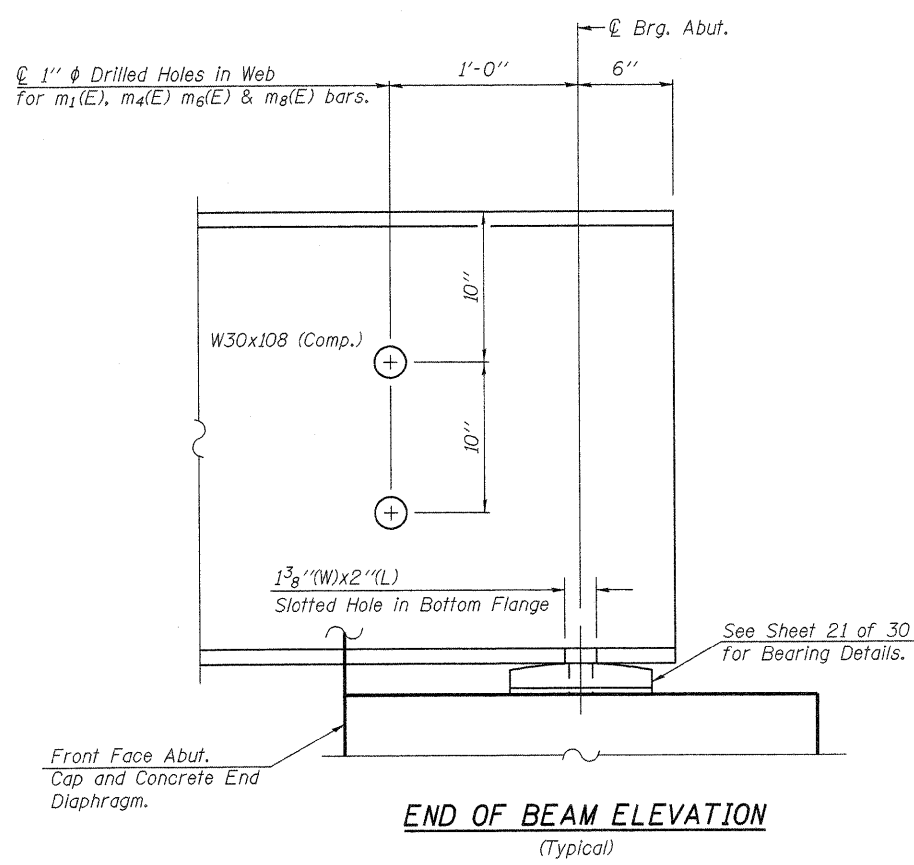 ℄ Brg. Abut.
℄ 1" ϕ Drilled Holes in Web
for m1(E), m4(E) m6(E) & m8(E) bars.
1'-0"
6"
10"
W30x108 (Comp.)
10"
1 3/8"(W)x2"(L)
Slotted Hole in Bottom Flange
See Sheet 21 of 30
for Bearing Details.
Front Face Abut.
Cap and Concrete End
Diaphragm.
END OF BEAM ELEVATION
(Typical)